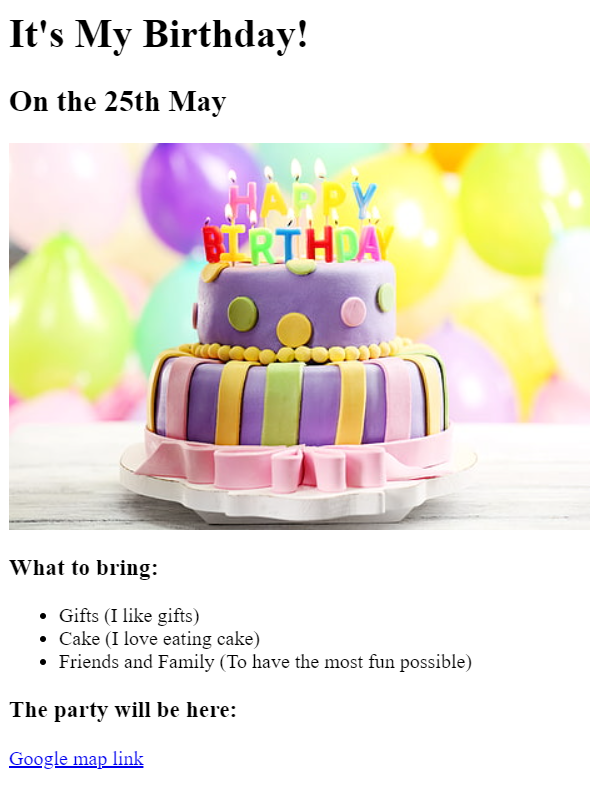 It's My Birthday!
On the 25th May
HAPPY
BIRTHDAY
What to bring:
Gifts (I like gifts)
Cake (I love eating cake)
Friends and Family (To have the most fun possible)
The party will be here:
Google map link